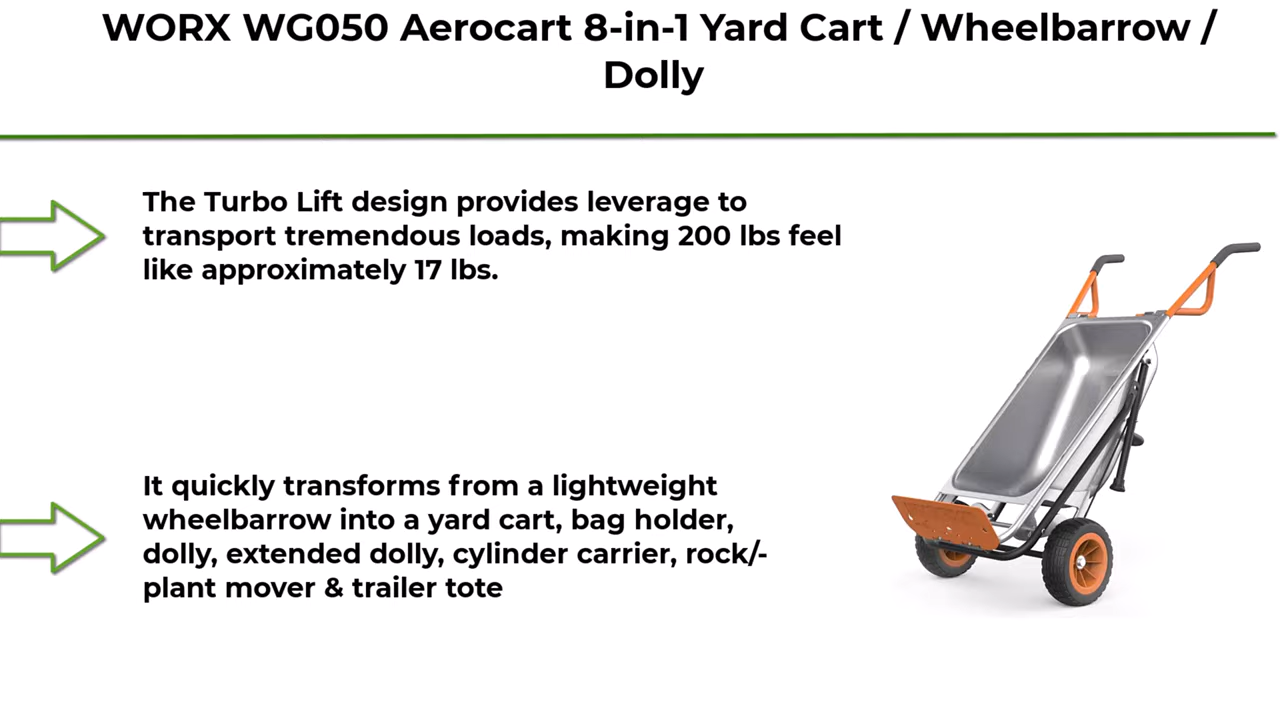 WORX WG050 Aerocart 8-in-1 Yard Cart / Wheelbarrow /
Dolly
The Turbo Lift design provides leverage to
transport tremendous loads, making 200 lbs feel
like approximately 17 lbs.
It quickly transforms from a lightweight
wheelbarrow into a yard cart, bag holder,
dolly, extended dolly, cylinder carrier, rock/-
plant mover & trailer tote